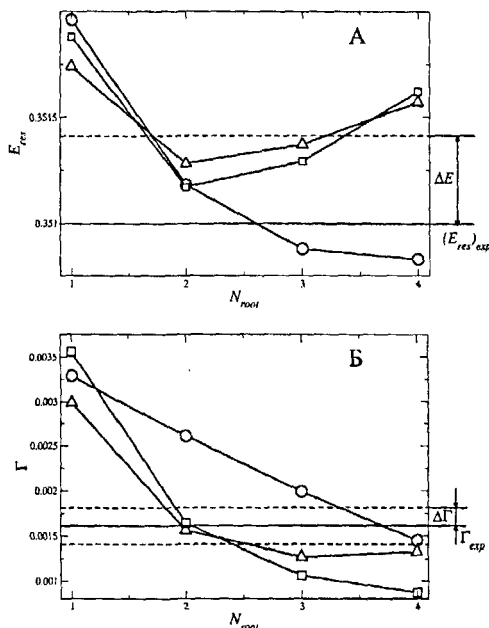 А
0.3515
0.351
E_res
ΔE
(E_res)_exp
1 2 3 4
N_root
Б
0.0035
0.003
0.0025
0.002
0.0015
0.001
Γ
ΔΓ
Γ_exp
1 2 3 4
N_root